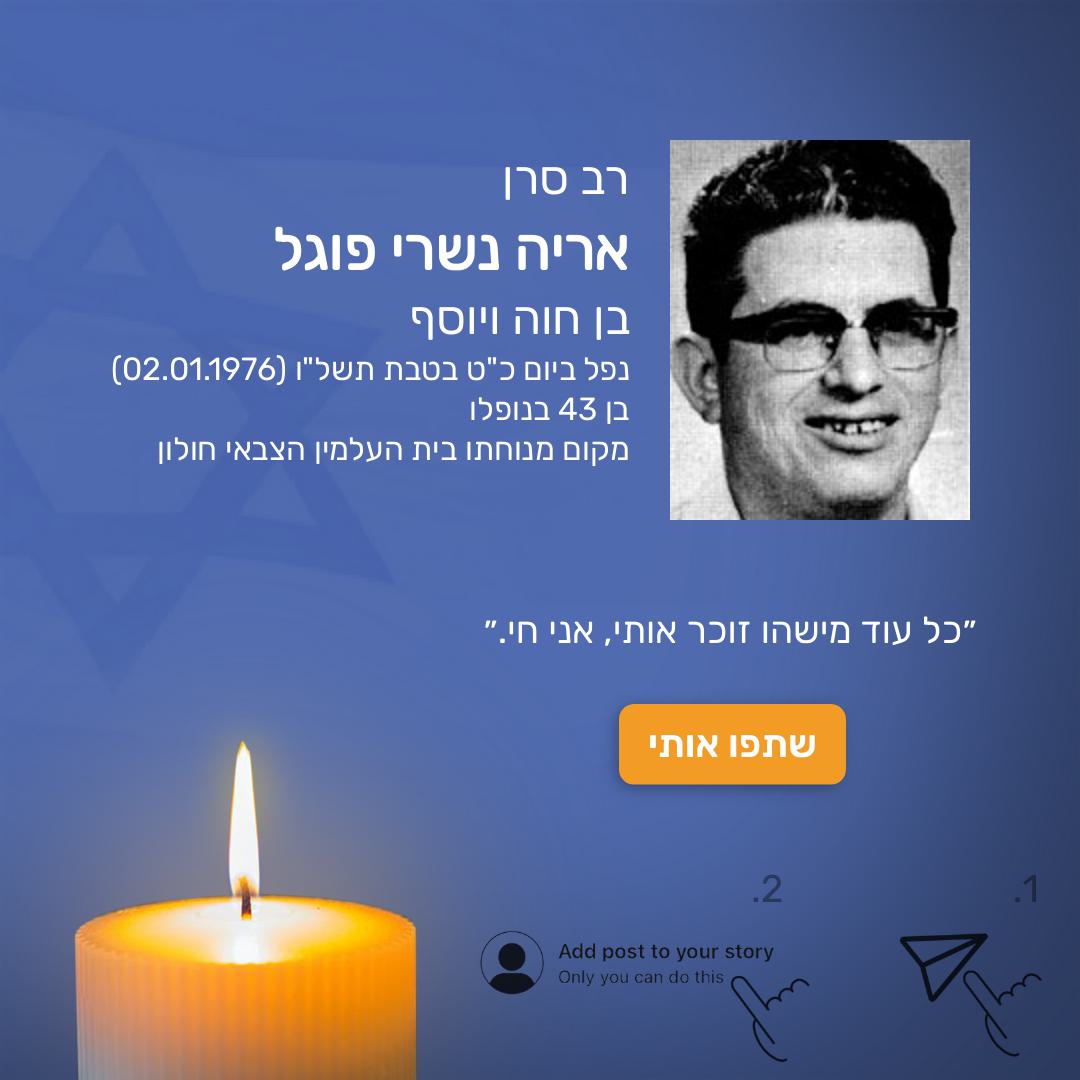 רב סרן
אריה נשרי פוגל
בן חוה ויוסף
נפל ביום כ"ט בטבת תשל"ו (02.01.1976)
בן 43 בנופלו
מקום מנוחתו בית העלמין הצבאי חולון
״כל עוד מישהו זוכר אותי, אני חי.״
שתפו אותי
1.
2.
Add post to your story
Only you can do this